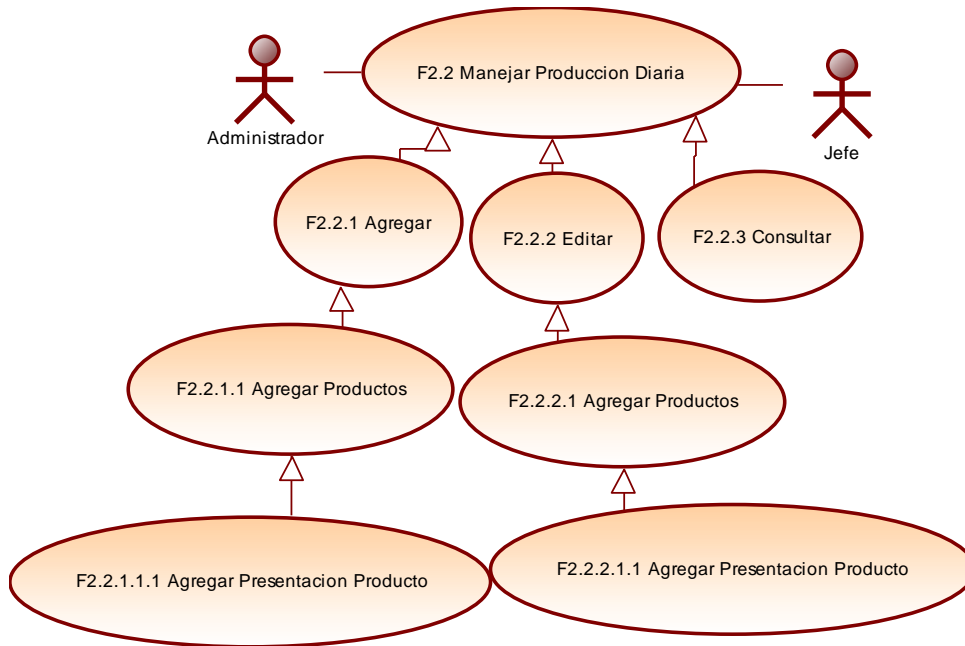 F2.2 Manejar Produccion Diaria
Administrador
Jefe
F2.2.1 Agregar
F2.2.2 Editar
F2.2.3 Consultar
F2.2.1.1 Agregar Productos
F2.2.2.1 Agregar Productos
F2.2.1.1.1 Agregar Presentacion Producto
F2.2.2.1.1 Agregar Presentacion Producto